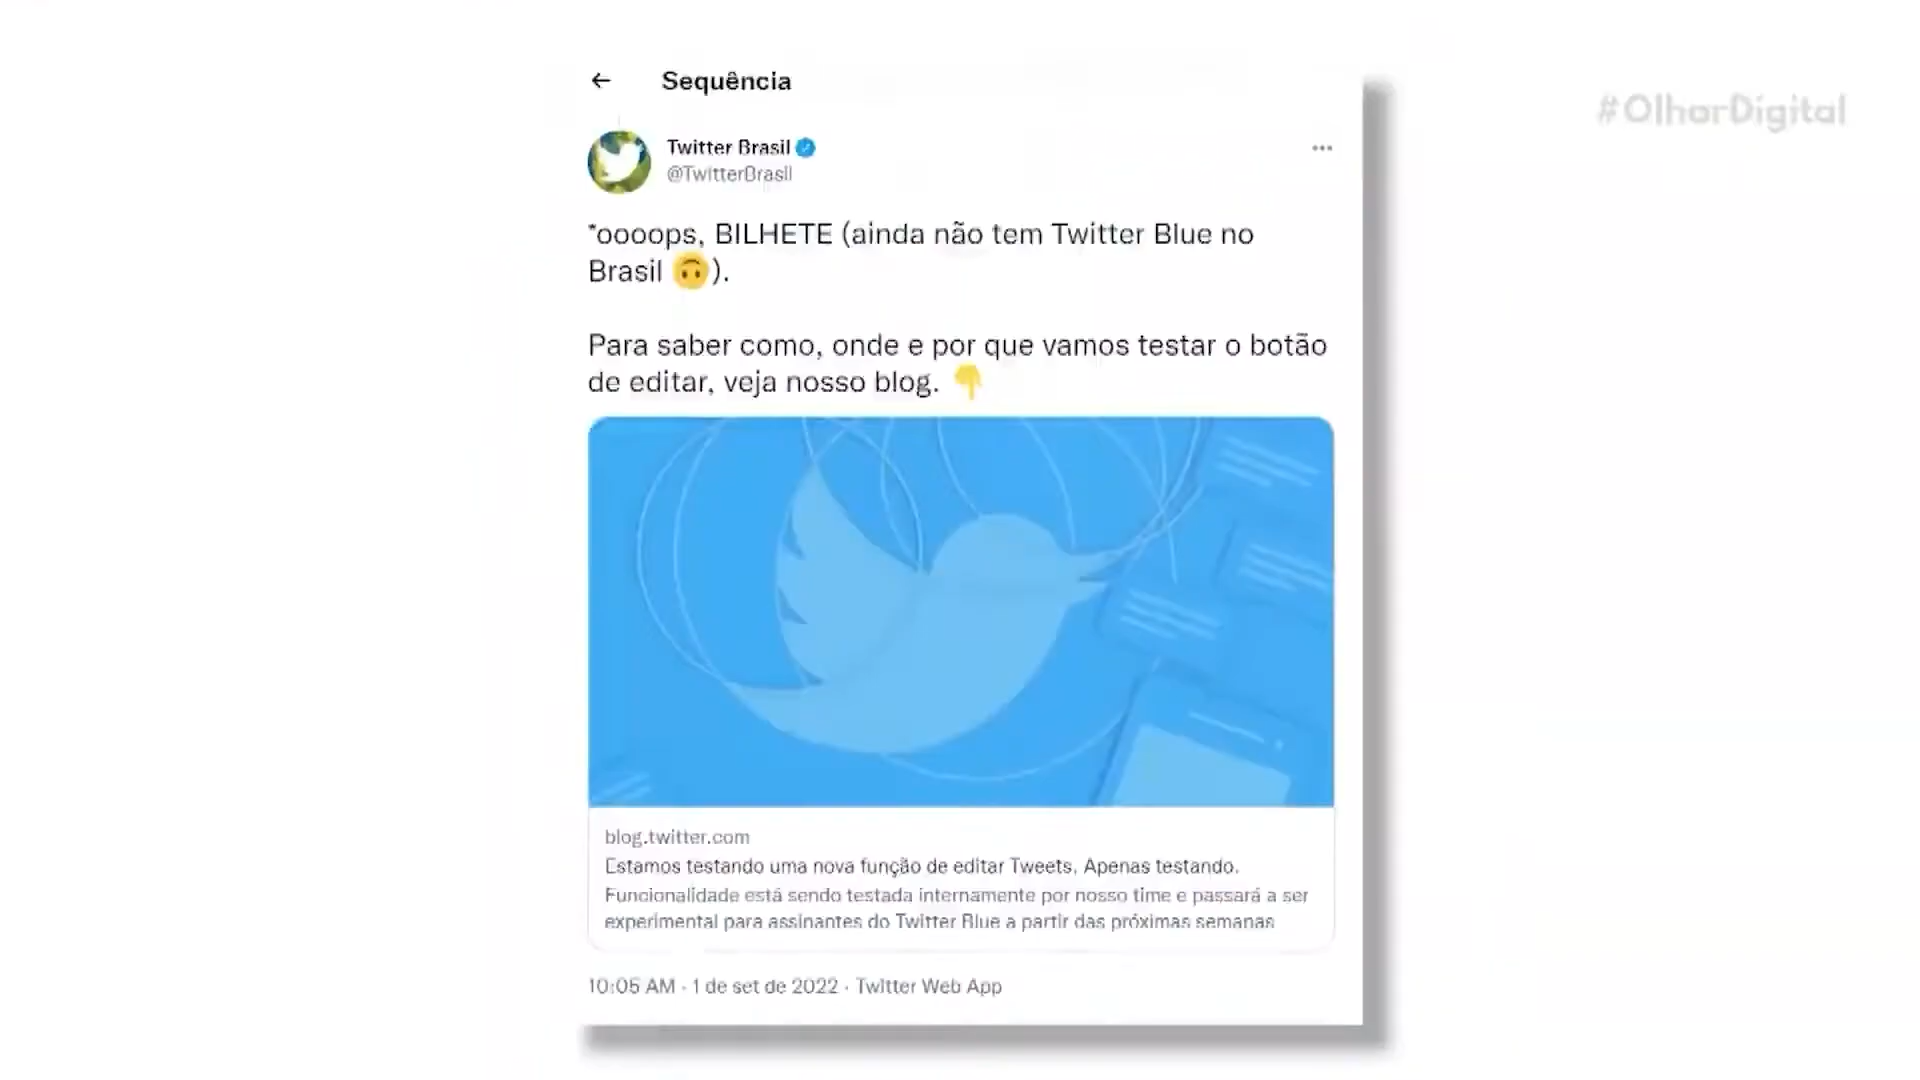 Sequência
#OlharDigital
Twitter Brasil
@TwitterBrasil
*oooops, BILHETE (ainda não tem Twitter Blue no
Brasil 🙃).
Para saber como, onde e por que vamos testar o botão
de editar, veja nosso blog. 👇
blog.twitter.com
Estamos testando uma nova função de editar Tweets. Apenas testando.
Funcionalidade está sendo testada internamente por nosso time e passará a ser
experimental para assinantes do Twitter Blue a partir das próximas semanas
10:05 AM · 1 de set de 2022 · Twitter Web App